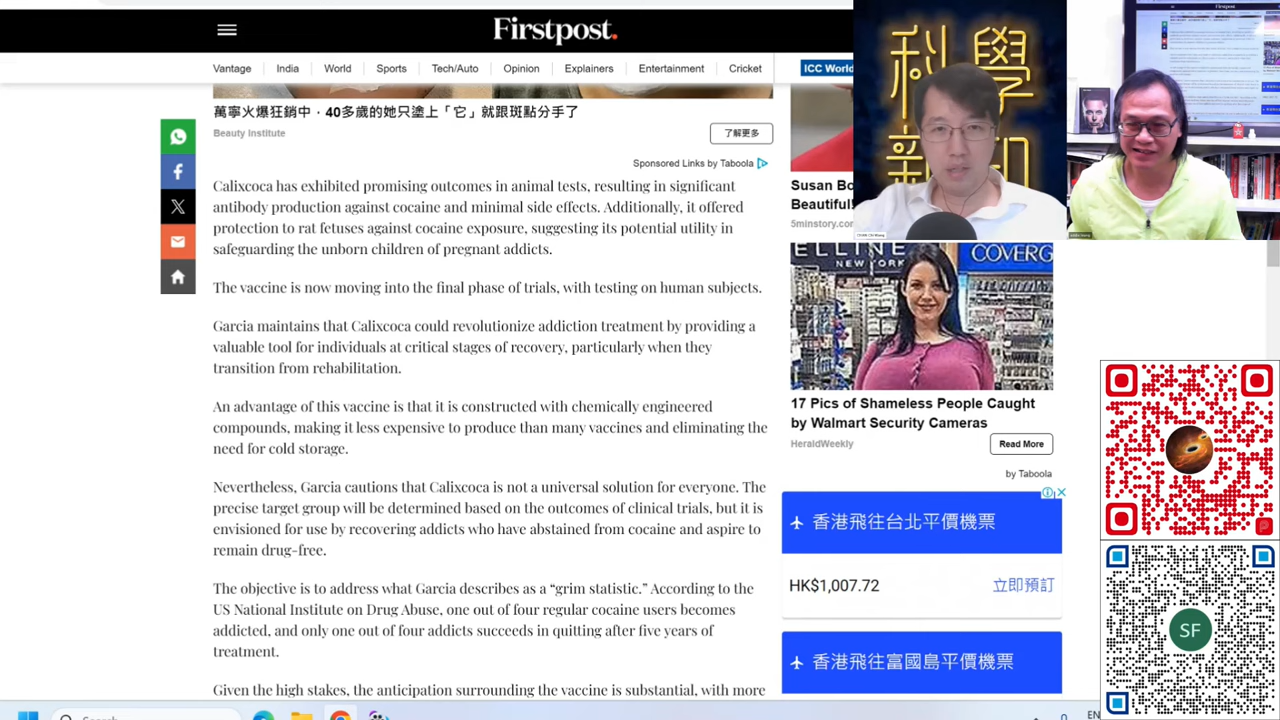 Firstpost.
Vantage India World Sports Explainers Entertainment Cricket ICC World
萬寧火爆狂銷中，40多歲的她只塗上「它」就跟斑點分手了
Beauty Institute
了解更多
Sponsored Links by Taboola
Calixcoca has exhibited promising outcomes in animal tests, resulting in significant
antibody production against cocaine and minimal side effects. Additionally, it offered
protection to rat fetuses against cocaine exposure, suggesting its potential utility in
safeguarding the unborn children of pregnant addicts.
The vaccine is now moving into the final phase of trials, with testing on human subjects.
Garcia maintains that Calixcoca could revolutionize addiction treatment by providing a
valuable tool for individuals at critical stages of recovery, particularly when they
transition from rehabilitation.
An advantage of this vaccine is that it is constructed with chemically engineered
compounds, making it less expensive to produce than many vaccines and eliminating the
need for cold storage.
Nevertheless, Garcia cautions that Calixcoca is not a universal solution for everyone. The
precise target group will be determined based on the outcomes of clinical trials, but it is
envisioned for use by recovering addicts who have abstained from cocaine and aspire to
remain drug-free.
The objective is to address what Garcia describes as a “grim statistic.” According to the
US National Institute on Drug Abuse, one out of four regular cocaine users becomes
addicted, and only one out of four addicts succeeds in quitting after five years of
treatment.
Given the high stakes, the anticipation surrounding the vaccine is substantial, with more
Susan Bo
Beautiful!
5minstory.com
NEW YORK
COVERG
17 Pics of Shameless People Caught
by Walmart Security Cameras
HeraldWeekly
Read More
by Taboola
香港飛往台北平價機票
HK$1,007.72
立即預訂
香港飛往富國島平價機票
科學
新知
SF
Search